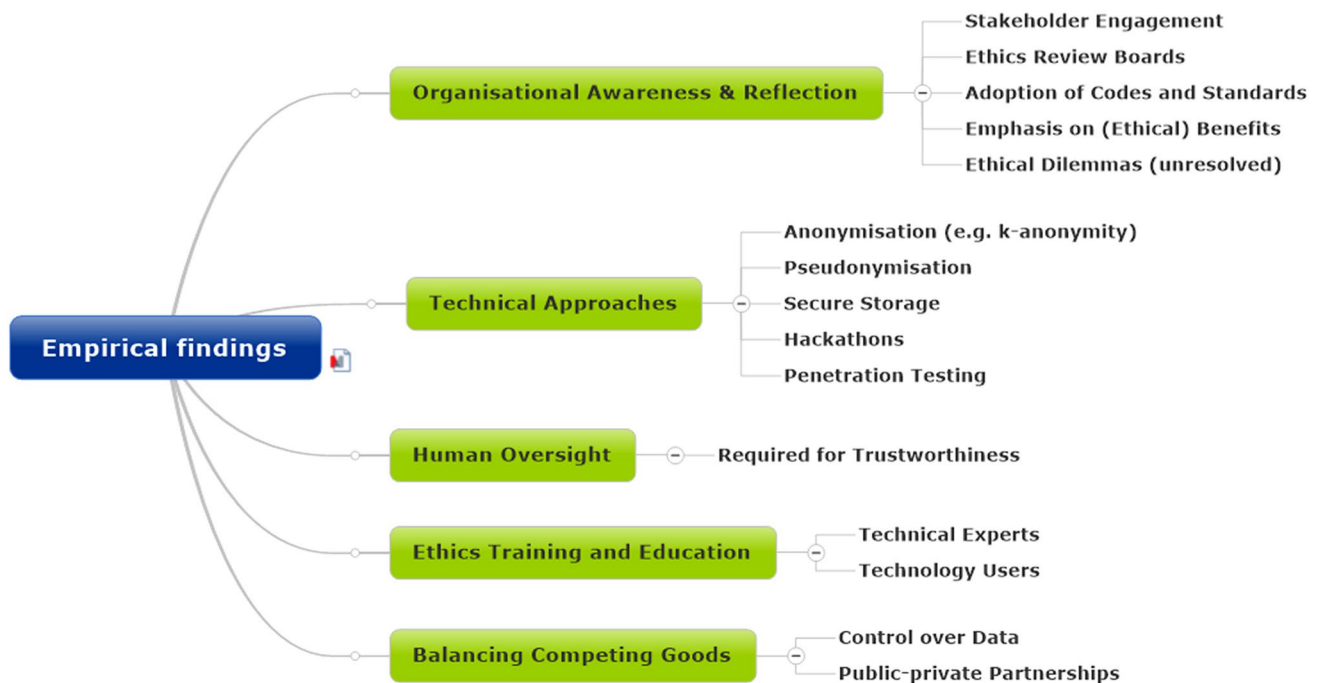 Empirical findings
Organisational Awareness & Reflection
Stakeholder Engagement
Ethics Review Boards
Adoption of Codes and Standards
Emphasis on (Ethical) Benefits
Ethical Dilemmas (unresolved)
Technical Approaches
Anonymisation (e.g. k-anonymity)
Pseudonymisation
Secure Storage
Hackathons
Penetration Testing
Human Oversight
Required for Trustworthiness
Ethics Training and Education
Technical Experts
Technology Users
Balancing Competing Goods
Control over Data
Public-private Partnerships